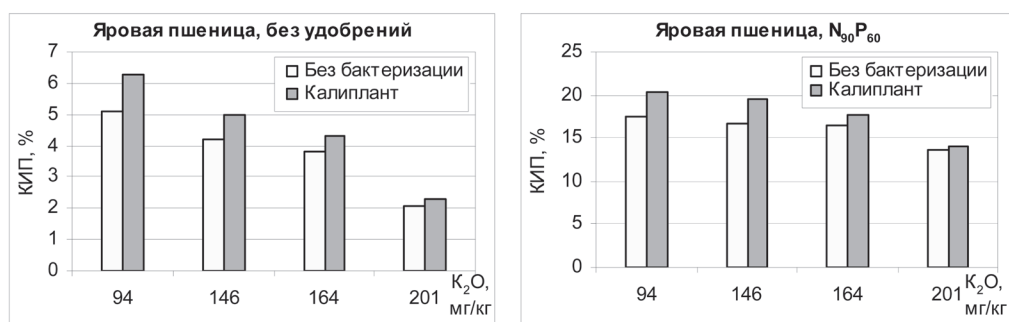 Яровая пшеница, без удобрений
7
6
5
4
3
2
1
0
КИП, %
Без бактеризации
Калиплант
94 146 164 201
K₂O,
мг/кг
Яровая пшеница, N₉₀P₆₀
25
20
15
10
5
0
КИП, %
Без бактеризации
Калиплант
94 146 164 201
K₂O,
мг/кг